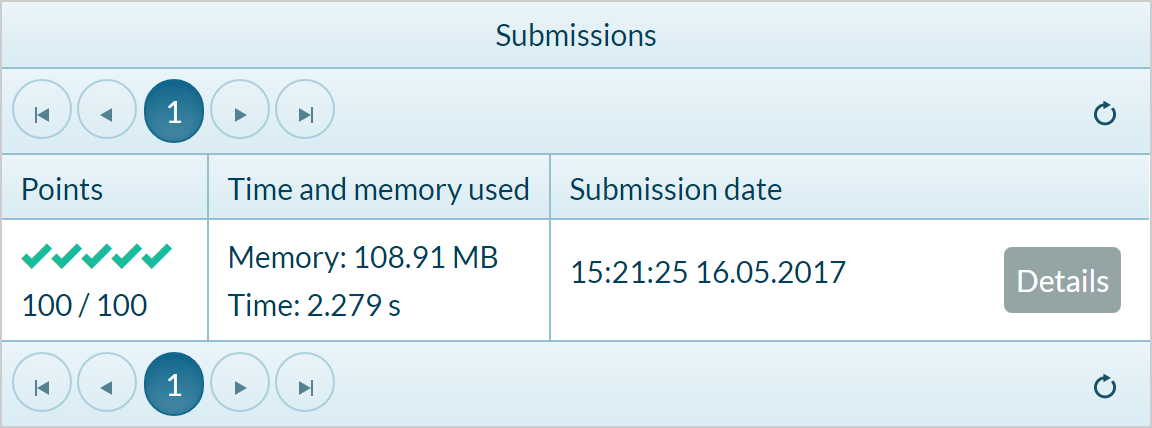 Submissions
1
Points
Time and memory used
Submission date
100 / 100
Memory: 108.91 MB
Time: 2.279 s
15:21:25 16.05.2017
Details
1